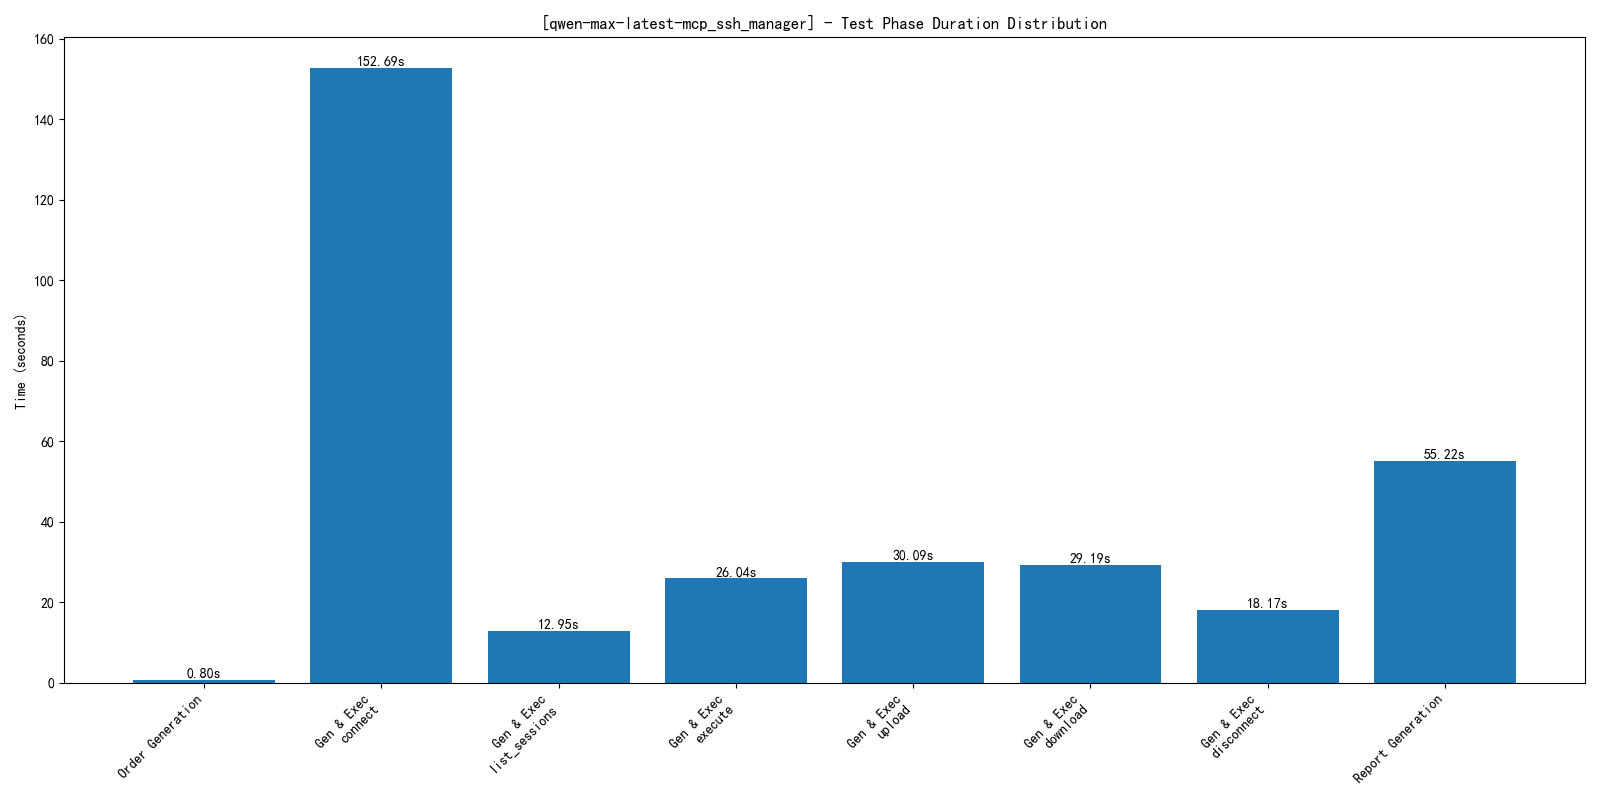 [qwen-max-latest-mcp_ssh_manager] - Test Phase Duration Distribution
Time (seconds)
160
140
120
100
80
60
40
20
0
0.80s
152.69s
12.95s
26.04s
30.09s
29.19s
18.17s
55.22s
Order Generation
Gen & Exec
connect
Gen & Exec
list_sessions
Gen & Exec
execute
Gen & Exec
upload
Gen & Exec
download
Gen & Exec
disconnect
Report Generation